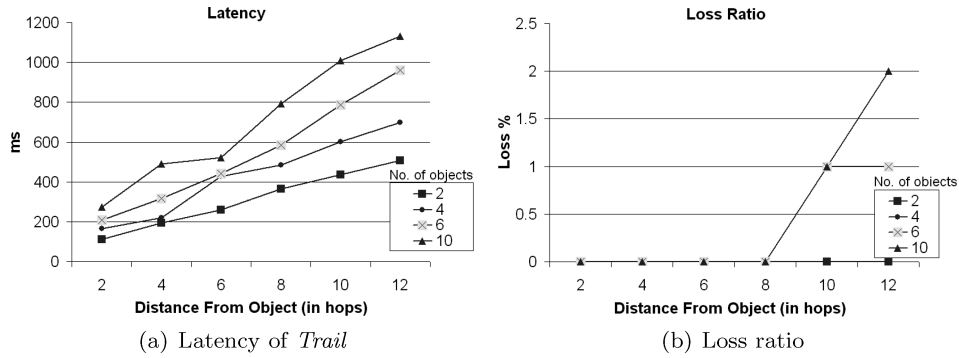 Latency
1200
1000
800
600
400
200
0
ms
2 4 6 8 10 12
Distance From Object (in hops)
No. of objects
2
4
6
10
(a) Latency of Trail
Loss Ratio
2.5
2
1.5
1
0.5
0
Loss %
2 4 6 8 10 12
Distance From Object (in hops)
No. of objects
2
4
6
10
(b) Loss ratio